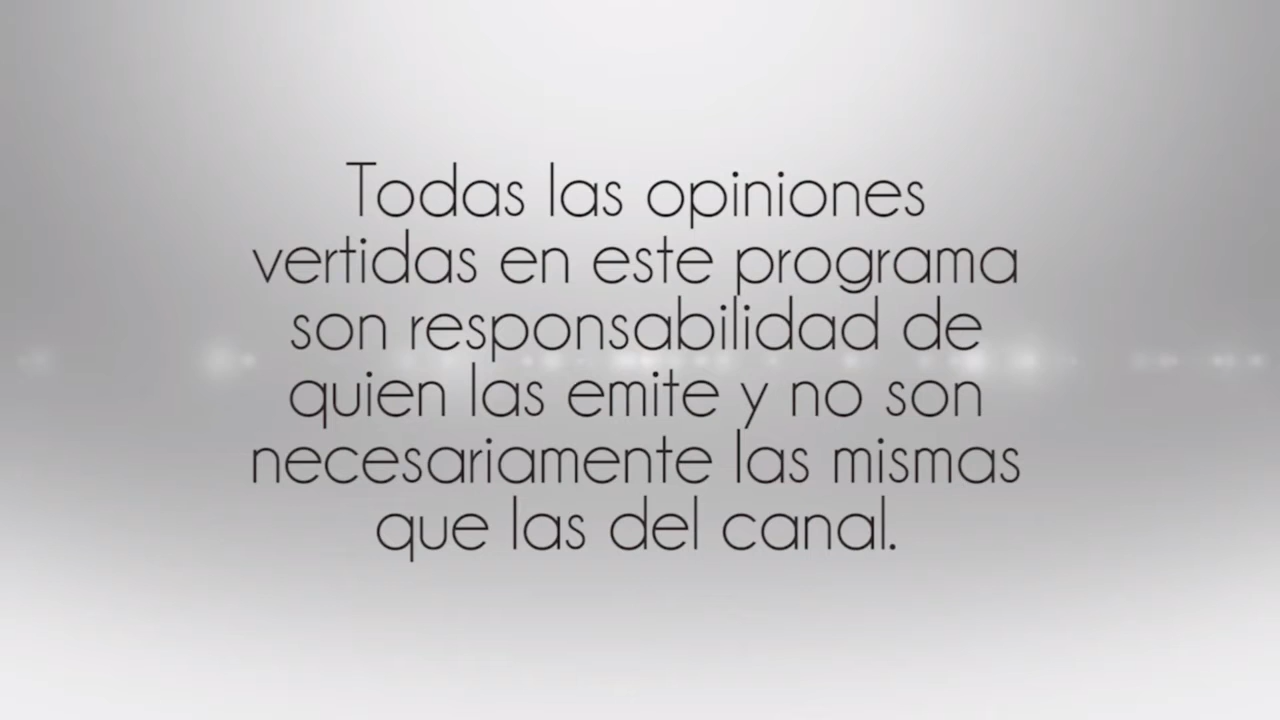 Todas las opiniones
vertidas en este programa
son responsabilidad de
quien las emite y no son
necesariamente las mismas
que las del canal.